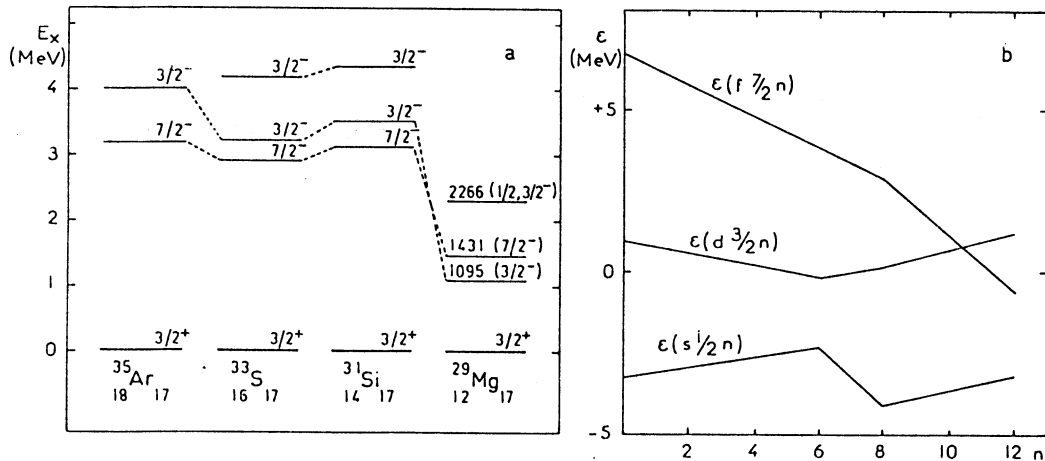 E_x
(MeV)
4
3
2
1
0
a
3/2⁻
7/2⁻
3/2⁺
³⁵Ar
18 17
3/2⁻
3/2⁻
7/2⁻
3/2⁺
³³S
16 17
3/2⁻
3/2⁻
7/2⁻
3/2⁺
³¹Si
14 17
2266 (1/2,3/2⁻)
1431 (7/2⁻)
1095 (3/2⁻)
3/2⁺
²⁹Mg
12 17
ε
(MeV)
b
+5
0
-5
ε(f 7/2 n)
ε(d 3/2 n)
ε(s 1/2 n)
2 4 6 8 10 12 n